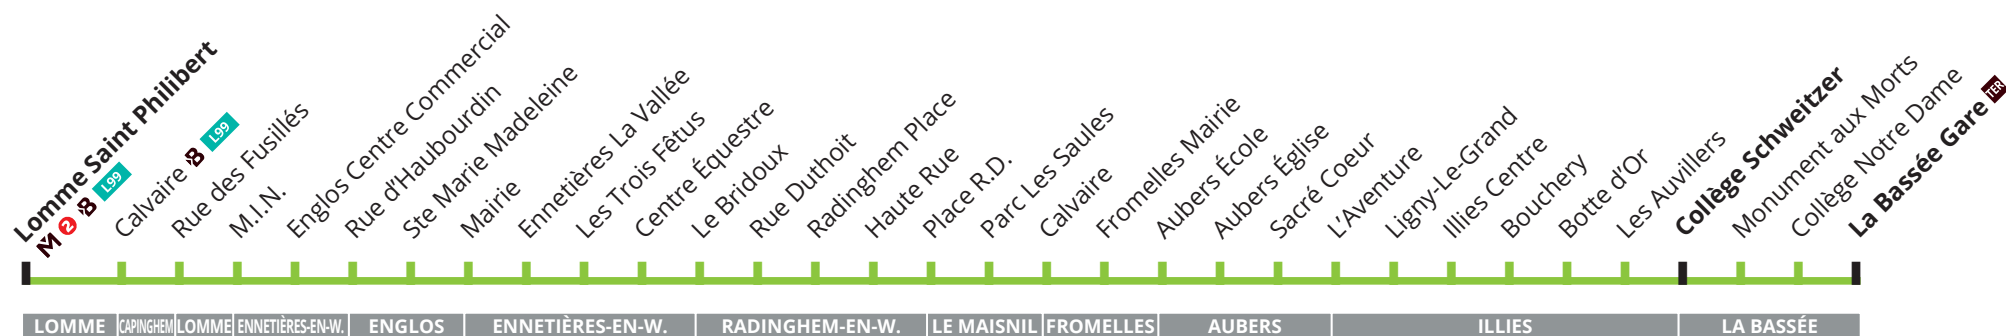 Lomme Saint Philibert
M 2 B L99
Calvaire B L99
Rue des Fusillés
M.I.N.
Englos Centre Commercial
Rue d'Haubourdin
Ste Marie Madeleine
Mairie
Ennetières La Vallée
Les Trois Fêtus
Centre Équestre
Le Bridoux
Rue Duthoit
Radinghem Place
Haute Rue
Place R.D.
Parc Les Saules
Calvaire
Fromelles Mairie
Aubers École
Aubers Église
Sacré Coeur
L'Aventure
Ligny-Le-Grand
Illies Centre
Bouchery
Botte d'Or
Les Auvillers
Collège Schweitzer
Monument aux Morts
Collège Notre Dame
La Bassée Gare TER
LOMME CAPINGHEM LOMME ENNETIÈRES-EN-W. ENGLOS ENNETIÈRES-EN-W. RADINGHEM-EN-W. LE MAISNIL FROMELLES AUBERS ILLIES LA BASSÉE